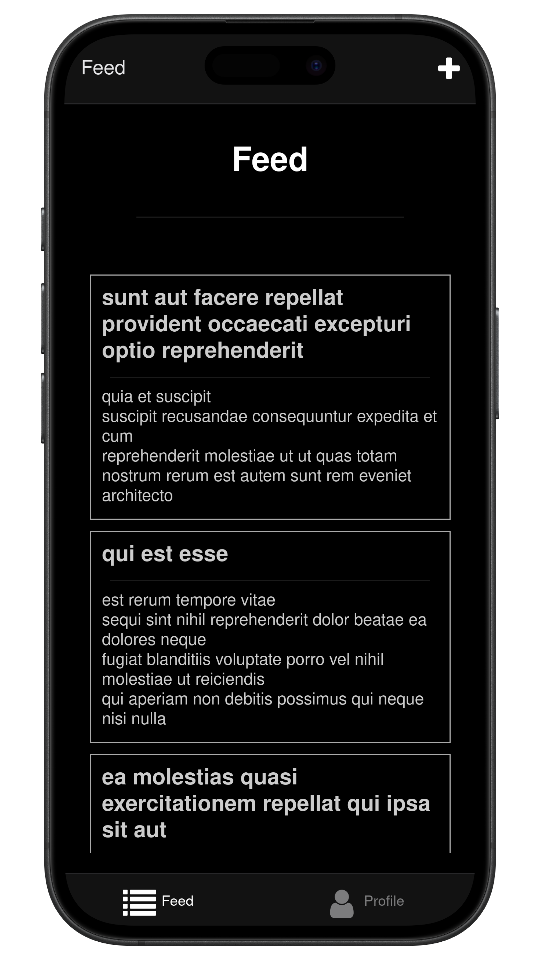 Feed
Feed
sunt aut facere repellat
provident occaecati excepturi
optio reprehenderit
quia et suscipit
suscipit recusandae consequuntur expedita et
cum
reprehenderit molestiae ut ut quas totam
nostrum rerum est autem sunt rem eveniet
architecto
qui est esse
est rerum tempore vitae
sequi sint nihil reprehenderit dolor beatae ea
dolores neque
fugiat blanditiis voluptate porro vel nihil
molestiae ut reiciendis
qui aperiam non debitis possimus qui neque
nisi nulla
ea molestias quasi
exercitationem repellat qui ipsa
sit aut
Feed
Profile